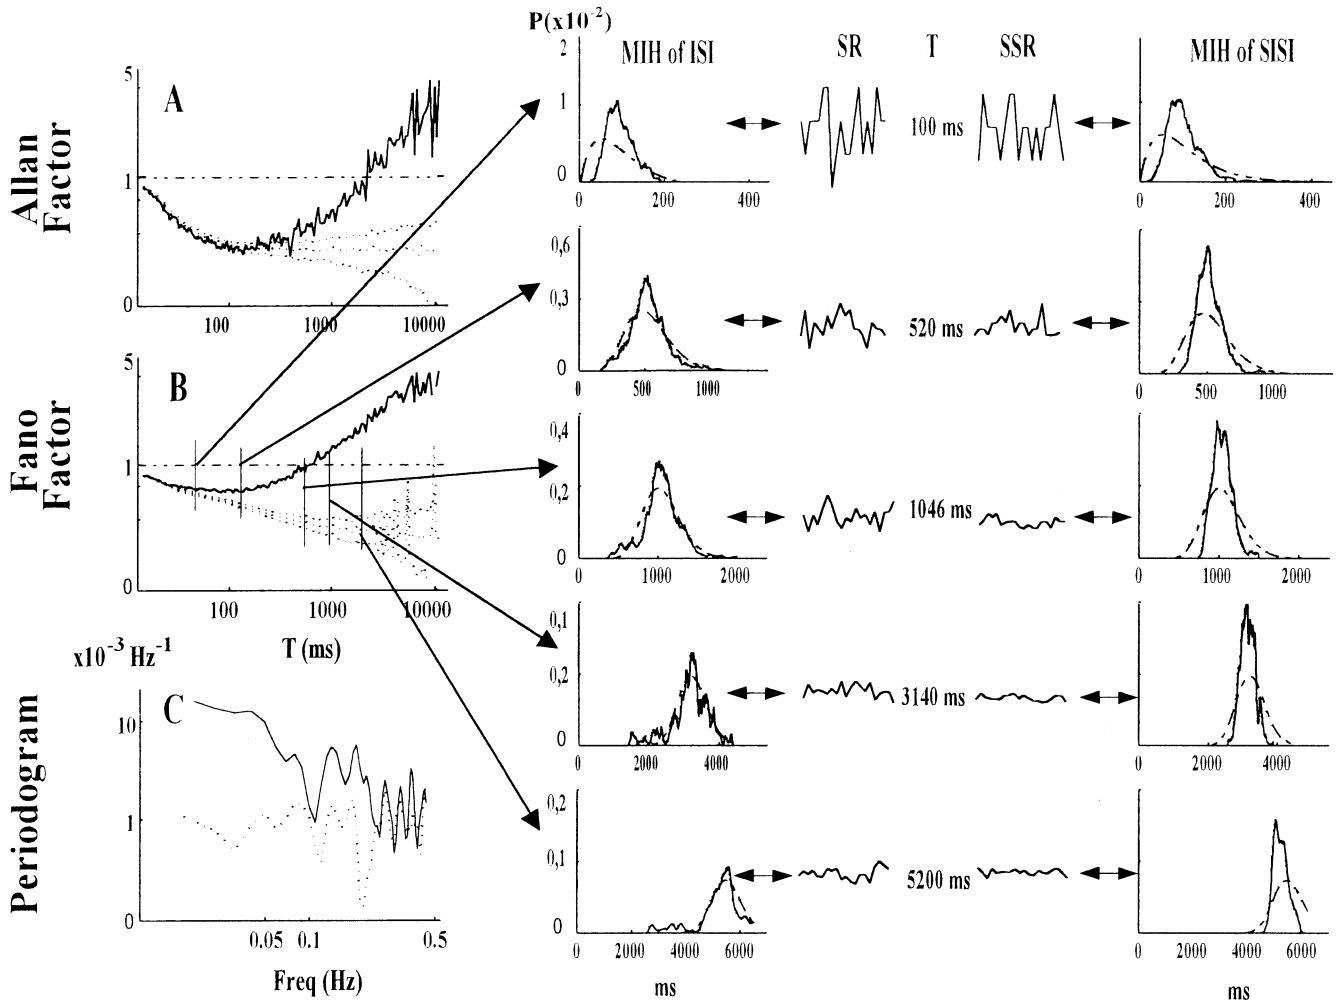 P(x10⁻²)
MIH of ISI SR T SSR MIH of SISI
Allan Factor
A
5
1
0
100 1000 10000
2
1
0
0 200 400
100 ms
0 200 400
0,6
0,3
0
0 500 1000
520 ms
0 500 1000
Fano Factor
B
5
1
0
100 1000 10000
T (ms)
0,4
0,2
0
0 1000 2000
1046 ms
0 1000 2000
0,1
0,2
0
0 2000 4000
3140 ms
0 2000 4000
Periodogram
x10⁻³ Hz⁻¹
C
10
1
0
0.05 0.1 0.5
Freq (Hz)
0,2
0,1
0
0 2000 4000 6000
ms
5200 ms
0 2000 4000 6000
ms